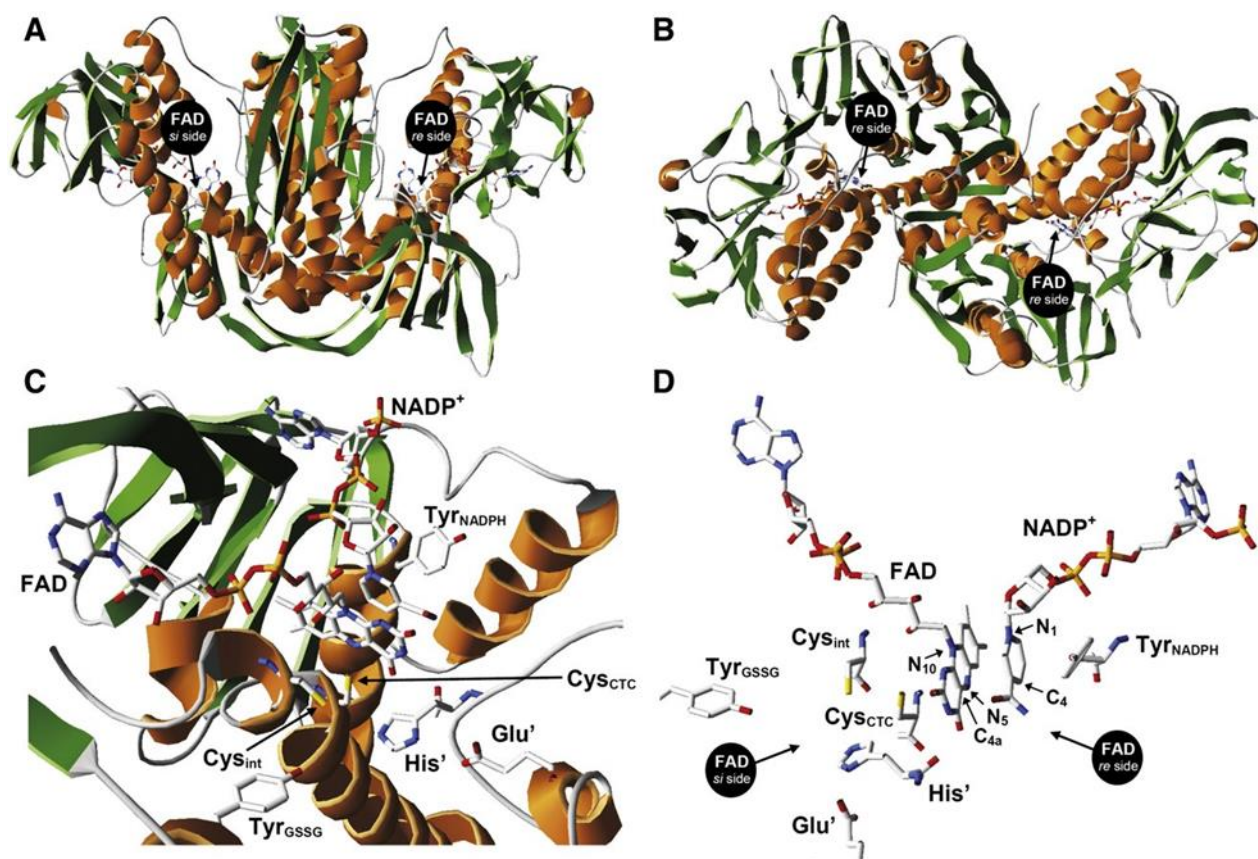 A
FAD
si side
FAD
re side
B
FAD
re side
FAD
re side
C
NADP+
TyrNADPH
FAD
CysCTC
Cysint
His'
Glu'
TyrGSSG
D
NADP+
FAD
N1
Cysint
N10
TyrNADPH
TyrGSSG
C4
CysCTC
N5
C4a
FAD
si side
FAD
re side
His'
Glu'